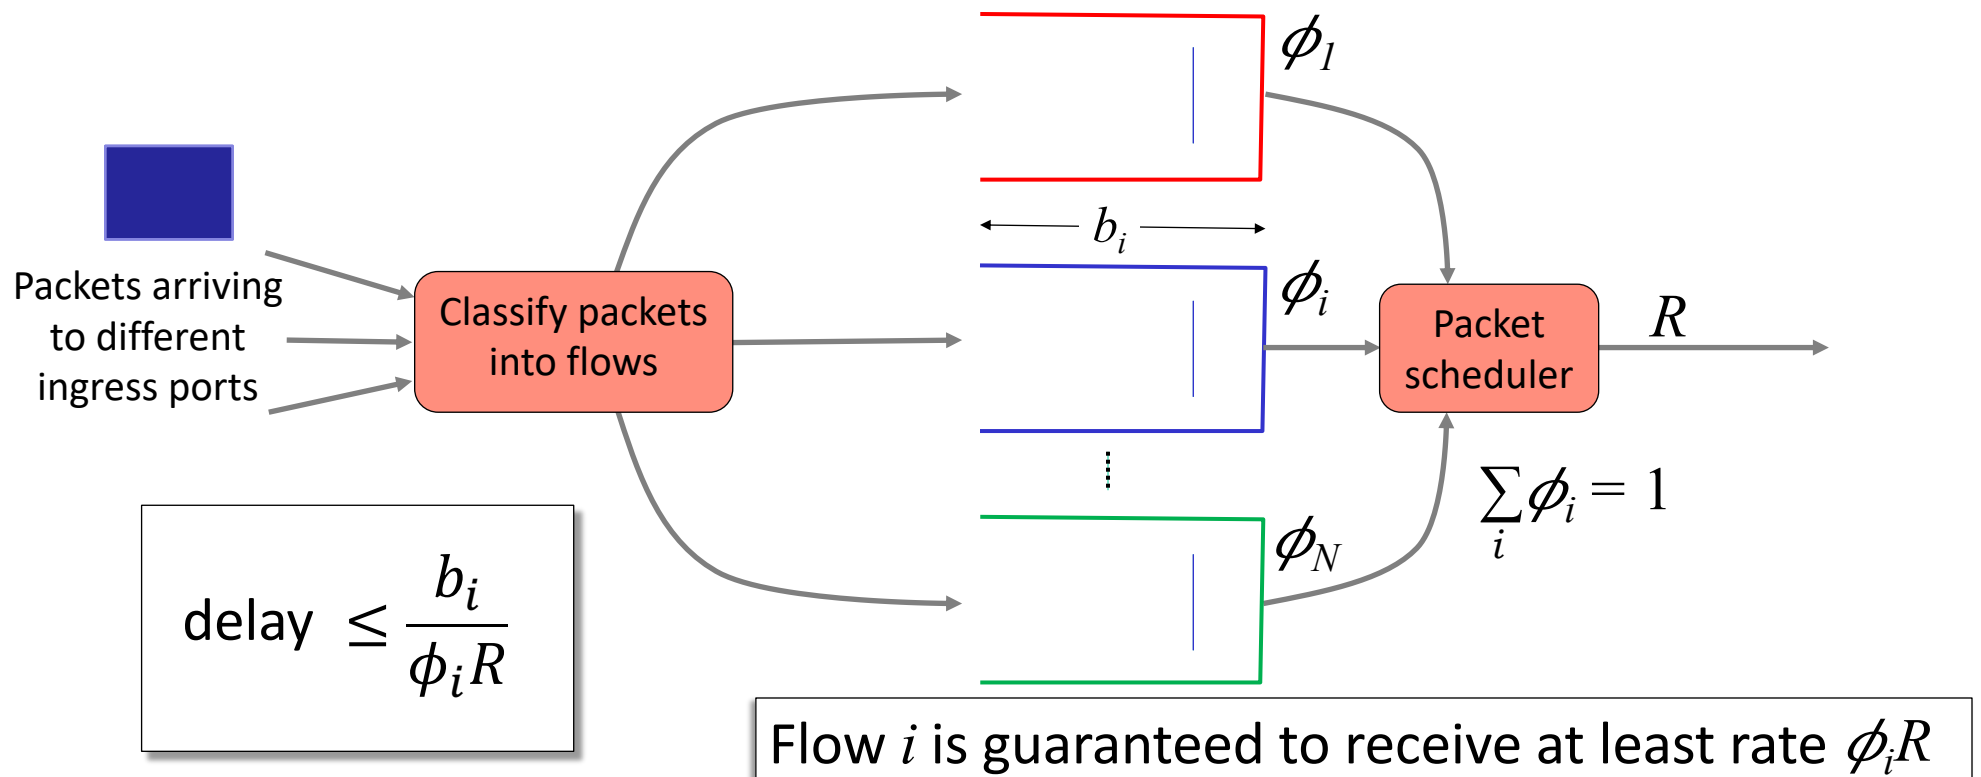 Packets arriving
to different
ingress ports
Classify packets
into flows
ϕ₁
bᵢ
ϕᵢ
ϕ_N
Packet
scheduler
R
∑ᵢ ϕᵢ = 1
delay ≤ bᵢ / ϕᵢR
Flow i is guaranteed to receive at least rate ϕᵢR